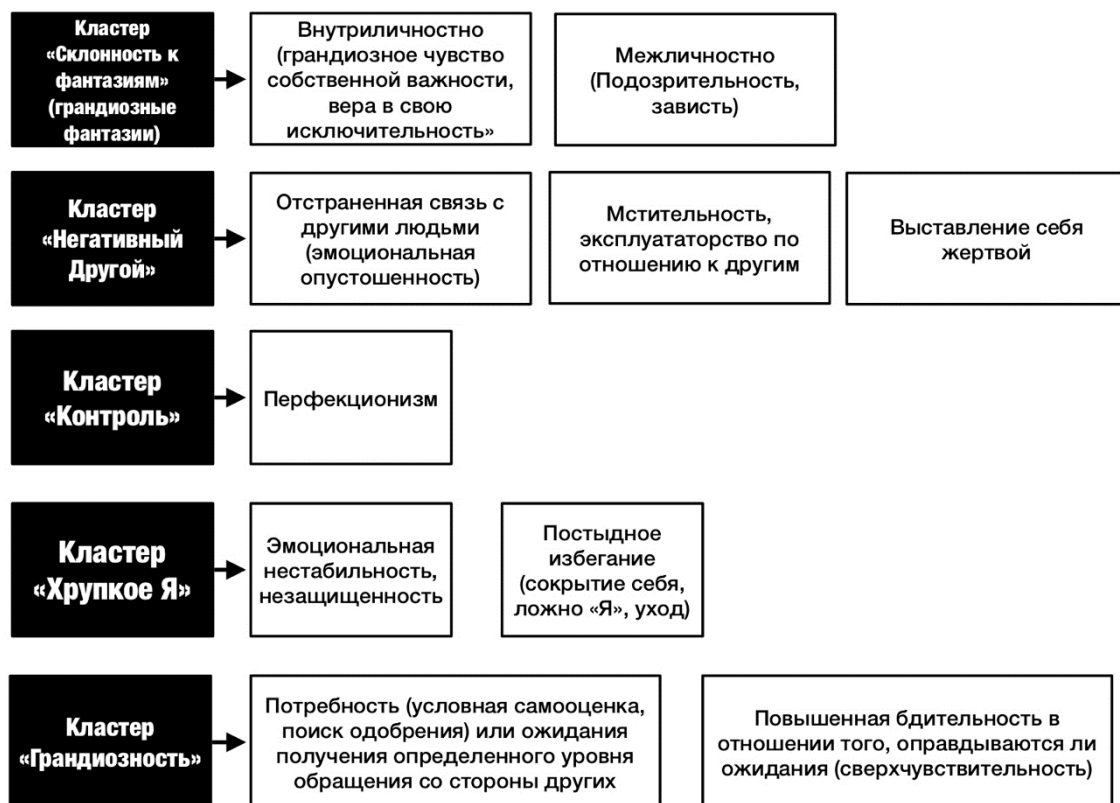 Кластер
«Склонность к
фантазиям»
(грандиозные
фантазии)
Внутриличностно
(грандиозное чувство
собственной важности,
вера в свою
исключительность»
Межличностно
(Подозрительность,
зависть)
Кластер
«Негативный
Другой»
Отстраненная связь с
другими людьми
(эмоциональная
опустошенность)
Мстительность,
эксплуататорство по
отношению к другим
Выставление себя
жертвой
Кластер
«Контроль»
Перфекционизм
Кластер
«Хрупкое Я»
Эмоциональная
нестабильность,
незащищенность
Постыдное
избегание
(сокрытие себя,
ложно «Я», уход)
Кластер
«Грандиозность»
Потребность (условная самооценка,
поиск одобрения) или ожидания
получения определенного уровня
обращения со стороны других
Повышенная бдительность в
отношении того, оправдываются ли
ожидания (сверхчувствительность)